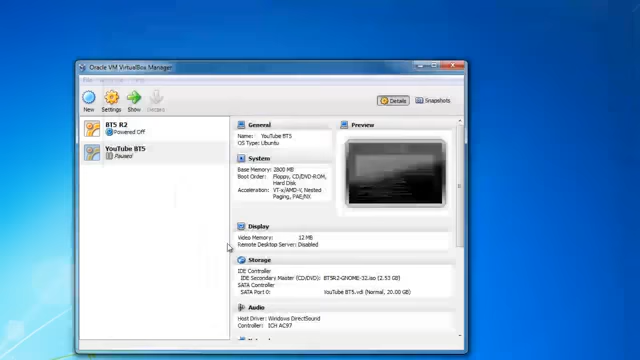 Oracle VM VirtualBox Manager
New
Settings
Show
Details
Snapshots
BT5 R2
Powered Off
YouTube BT5
Paused
General
Name: YouTube BT5
OS Type: Ubuntu
System
Base Memory: 2800 MB
Boot Order: Floppy, CD/DVD-ROM,
Hard Disk
Acceleration: VT-x/AMD-V, Nested
Paging, PAE/NX
Preview
Display
Video Memory: 12 MB
Remote Desktop Server: Disabled
Storage
IDE Controller
IDE Secondary Master (CD/DVD): BT5R2-GNOME-32.iso (2.53 GB)
SATA Controller
SATA Port 0: YouTube BT5.vdi (Normal, 20.00 GB)
Audio
Host Driver: Windows DirectSound
Controller: ICH AC97